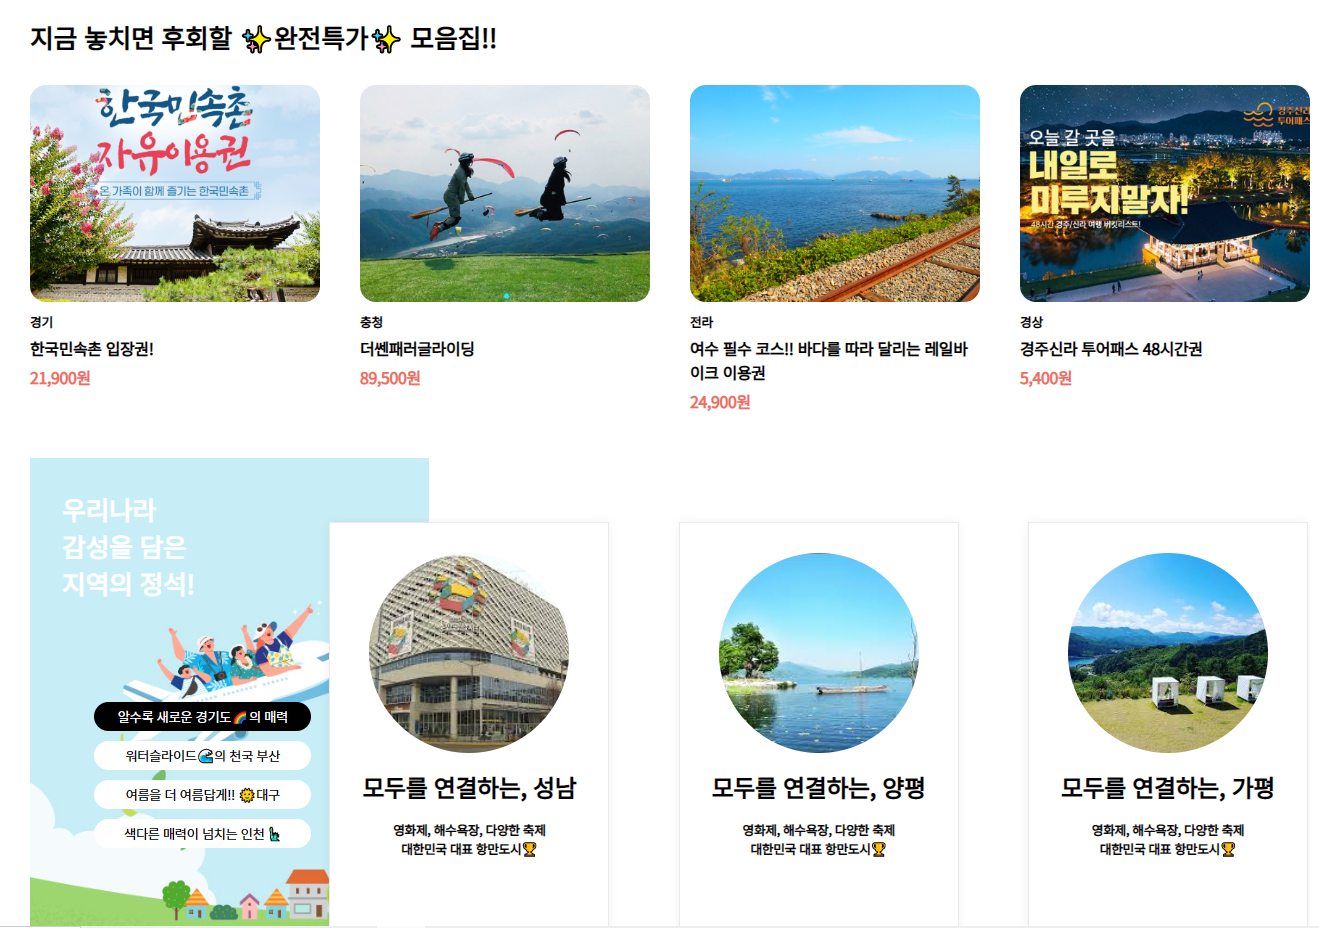 지금 놓치면 후회할 ✨완전특가✨ 모음집!!
한국민속촌
자유이용권
온 가족이 함께 즐기는 한국민속촌
경주신라
투어패스
오늘 갈 곳을
내일로
미루지말자!
48시간 경주/신라 여행 버킷리스트!
경기
한국민속촌 입장권!
21,900원
충청
더쎈패러글라이딩
89,500원
전라
여수 필수 코스!! 바다를 따라 달리는 레일바
이크 이용권
24,900원
경상
경주신라 투어패스 48시간권
5,400원
우리나라
감성을 담은
지역의 정석!
알수록 새로운 경기도🌈의 매력
워터슬라이드🌊의 천국 부산
여름을 더 여름답게!! 🌞대구
색다른 매력이 넘치는 인천 🗽
모두를 연결하는, 성남
영화제, 해수욕장, 다양한 축제
대한민국 대표 항만도시🏆
모두를 연결하는, 양평
영화제, 해수욕장, 다양한 축제
대한민국 대표 항만도시🏆
모두를 연결하는, 가평
영화제, 해수욕장, 다양한 축제
대한민국 대표 항만도시🏆